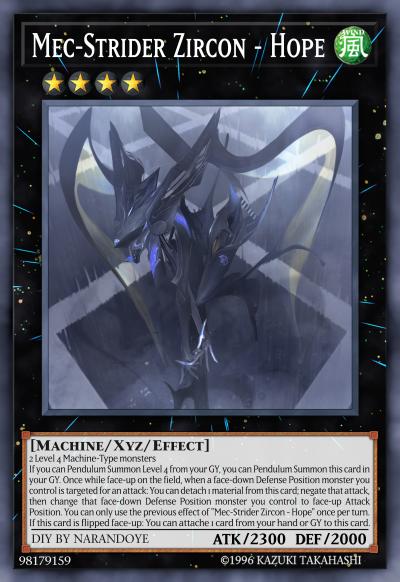 Mec-Strider Zircon - Hope
WIND
風
[Machine/Xyz/Effect]
2 Level 4 Machine-Type monsters
If you can Pendulum Summon Level 4 from your GY, you can Pendulum Summon this card in
your GY. Once while face-up on the field, when a face-down Defense Position monster you
control is targeted for an attack: You can detach 1 material from this card; negate that attack,
then change that face-down Defense Position monster you control to face-up Attack
Position. You can only use the previous effect of "Mec-Strider Zircon - Hope" once per turn.
If this card is flipped face-up: You can attache 1 card from your hand or GY to this card.
DIY BY NARANDOYE
ATK/2300 DEF/2000
98179159
©1996 KAZUKI TAKAHASHI